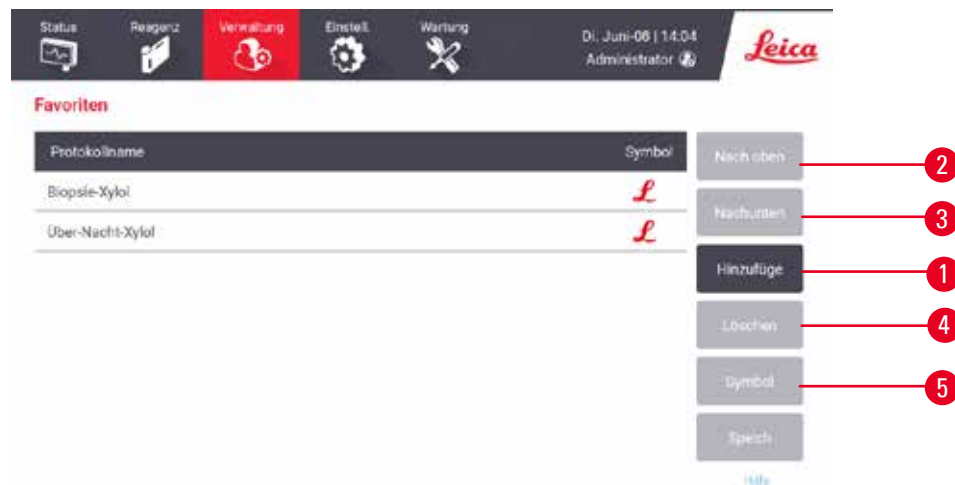 Status Reagenz Verwaltung Einstell. Wartung
Di. Juni-06 | 14:04
Administrator
Leica
Favoriten
Protokollname Symbol
Biopsie-Xylol
Über-Nacht-Xylol
Nach oben
2
Nach unten
3
Hinzufüge
1
Löschen
4
Symbol
5
Speich
Hilfe